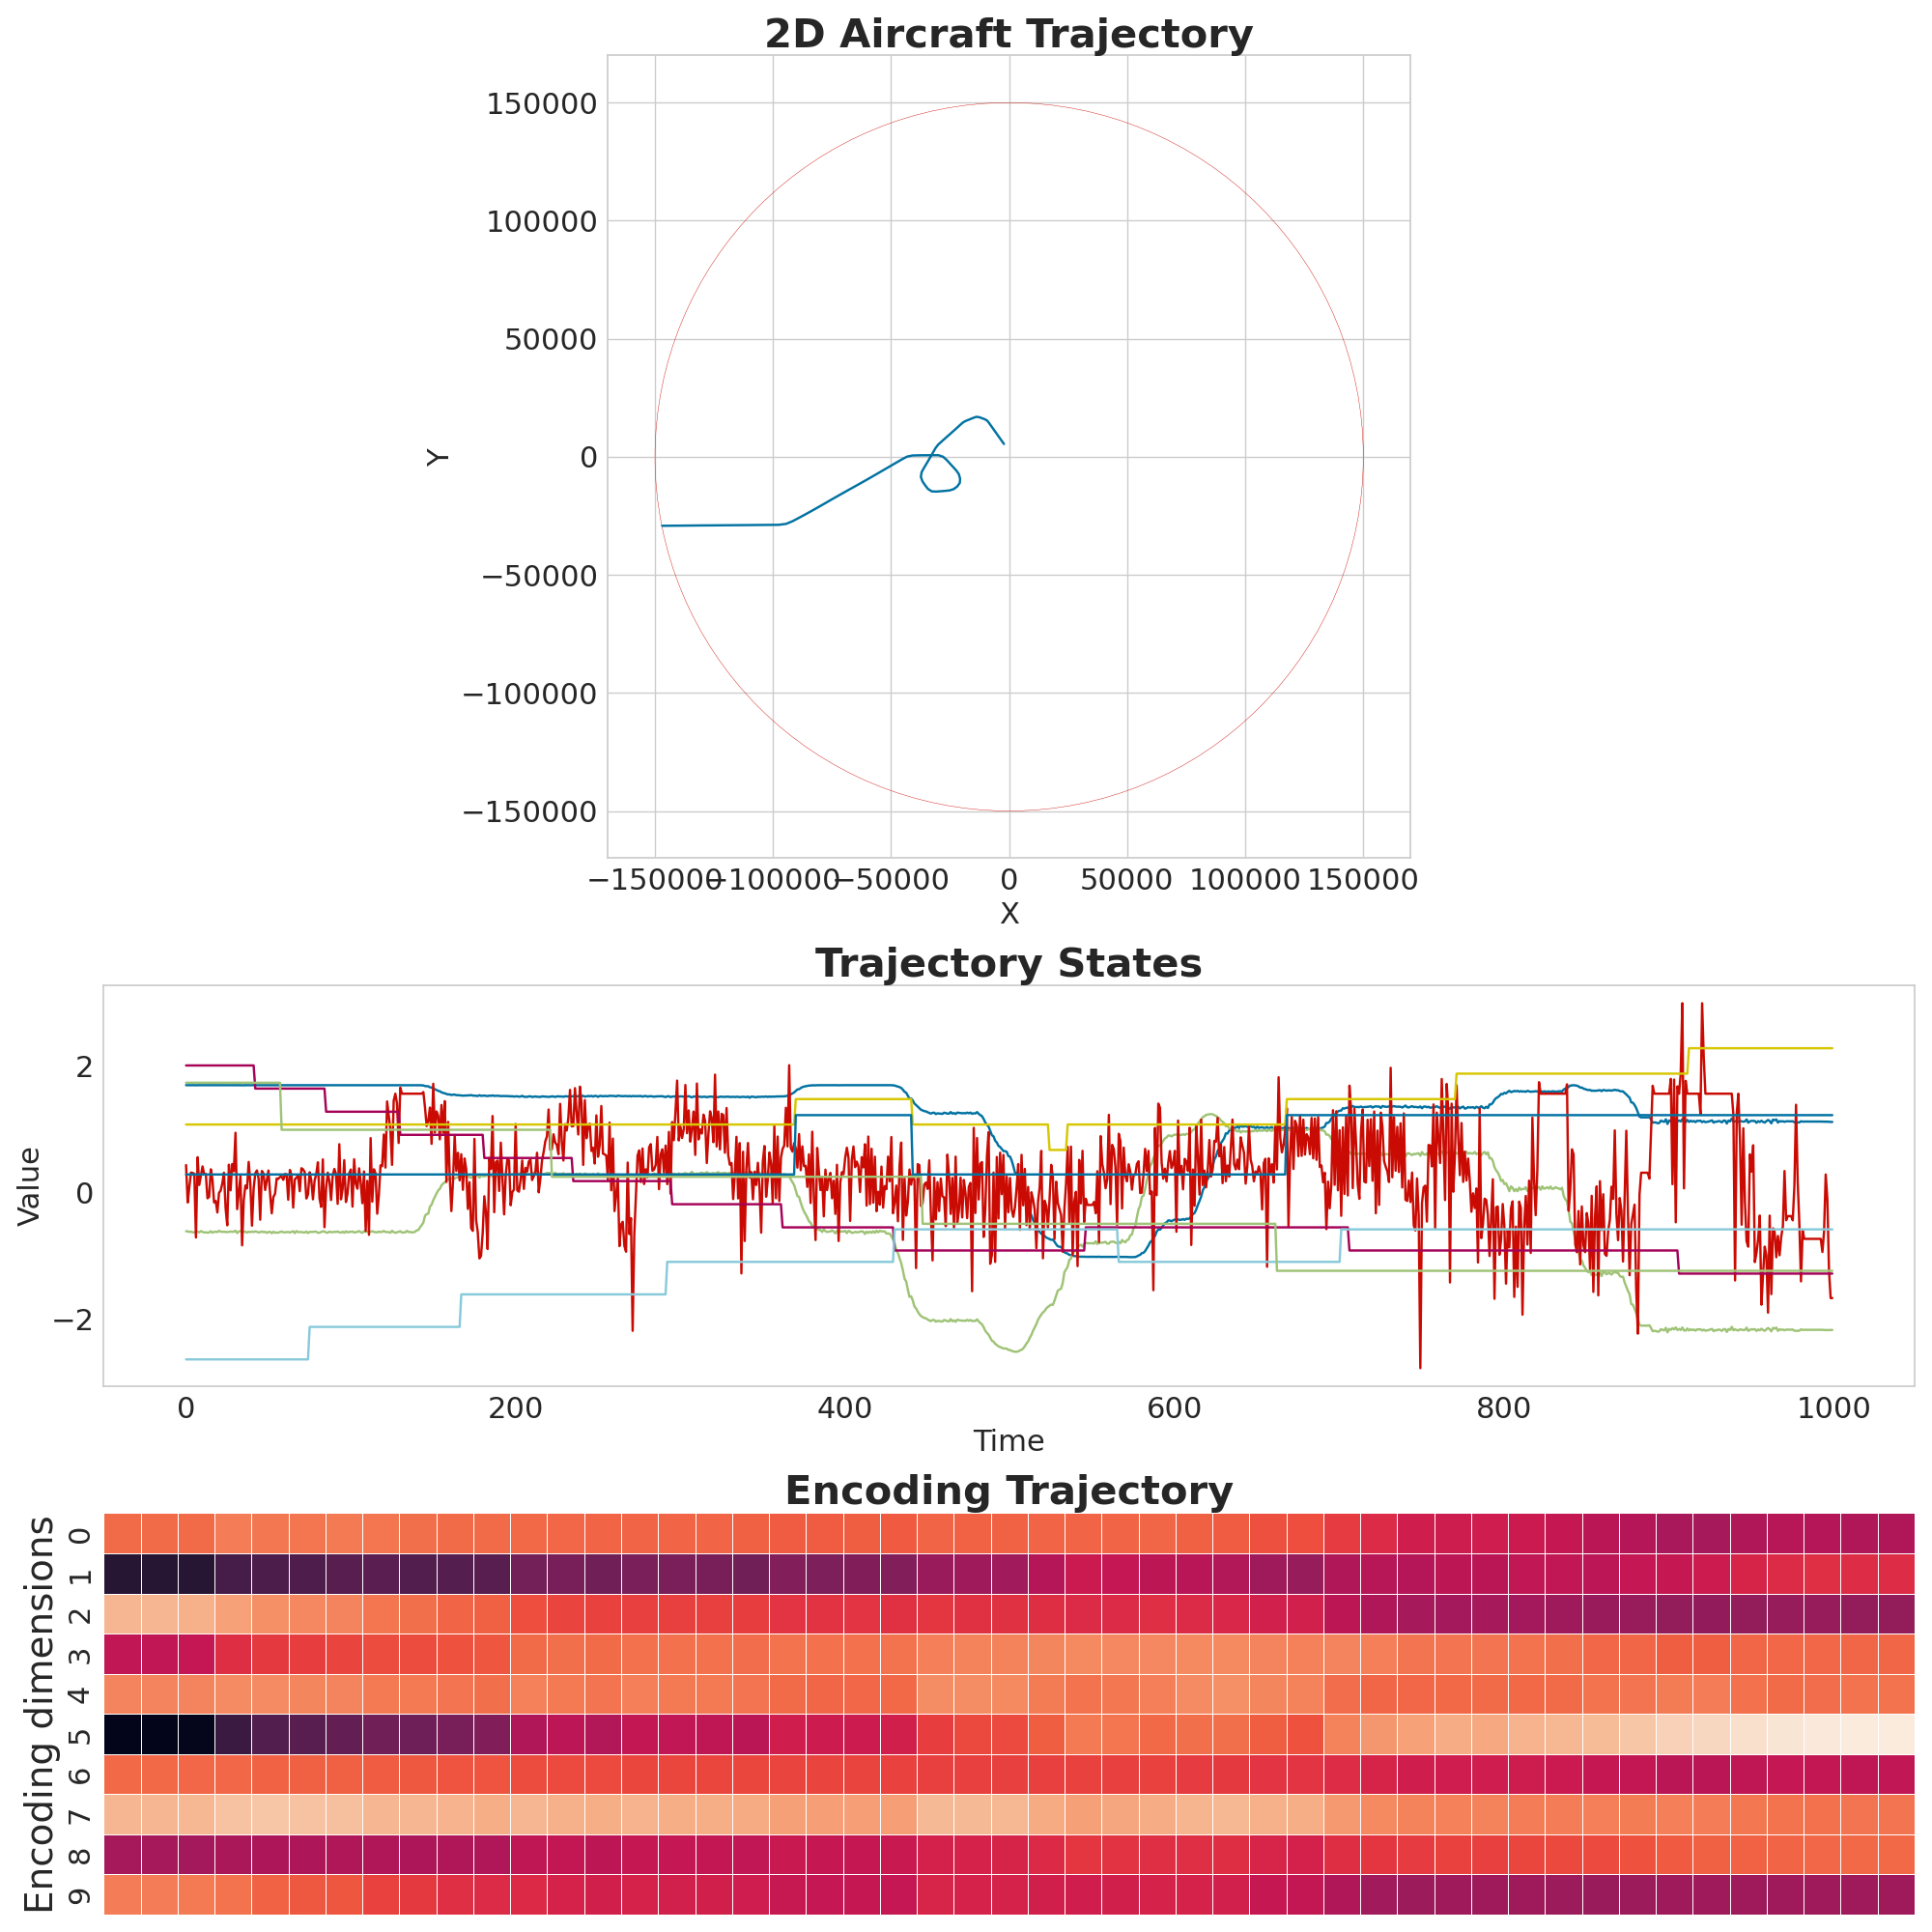 2D Aircraft Trajectory
150000
100000
50000
0
−50000
−100000
−150000
Y
−150000 −100000 −50000 0 50000 100000 150000
X
Trajectory States
2
0
−2
Value
0 200 400 600 800 1000
Time
Encoding Trajectory
Encoding dimensions
0
1
2
3
4
5
6
7
8
9